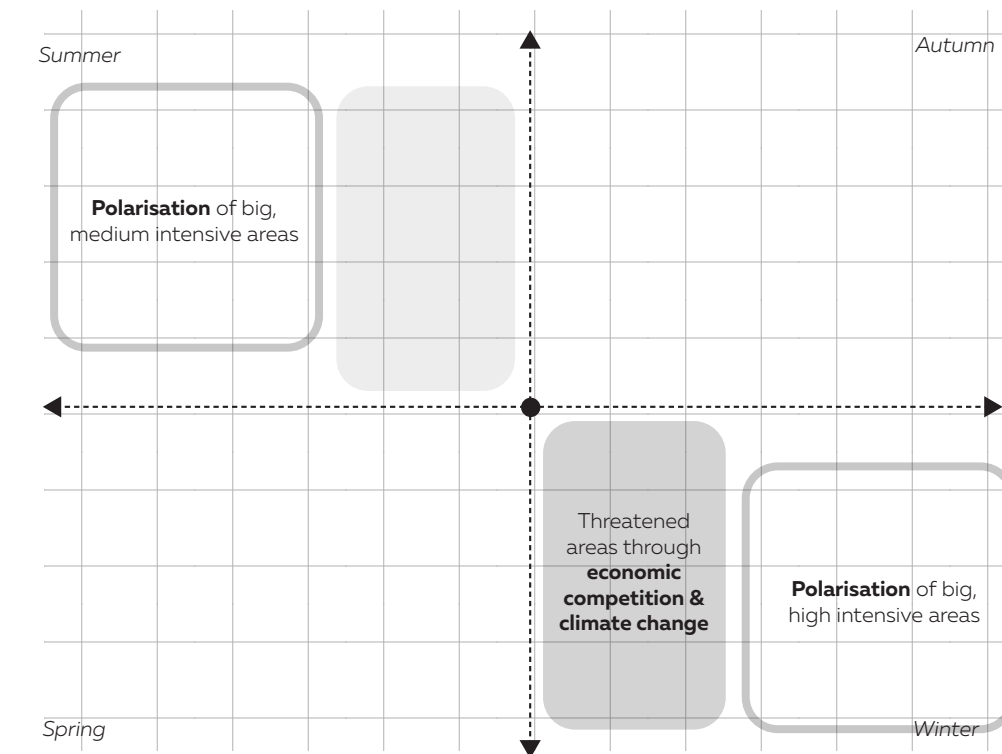 Summer
Autumn
Polarisation of big,
medium intensive areas
Threatened
areas through
economic
competition &
climate change
Polarisation of big,
high intensive areas
Spring
Winter